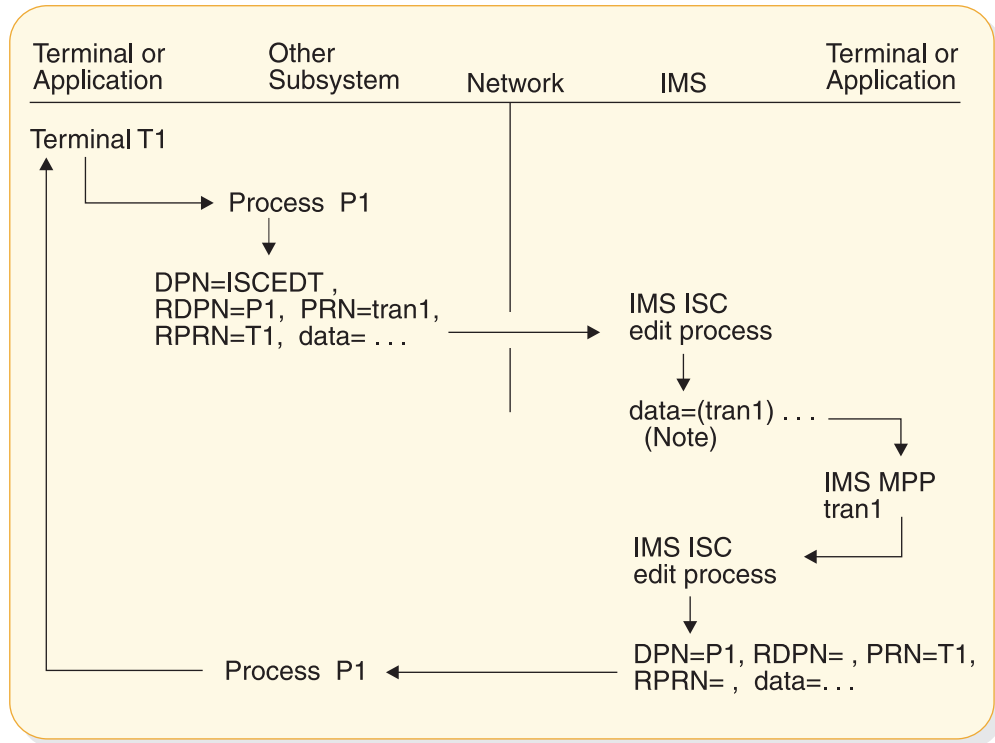 Terminal or
Application
Other
Subsystem
Network
IMS
Terminal or
Application
Terminal T1
Process P1
DPN=ISCEDT ,
RDPN=P1, PRN=tran1,
RPRN=T1, data= . . .
IMS ISC
edit process
data=(tran1) . . .
(Note)
IMS MPP
tran1
IMS ISC
edit process
DPN=P1, RDPN= , PRN=T1,
RPRN= , data=. . .
Process P1